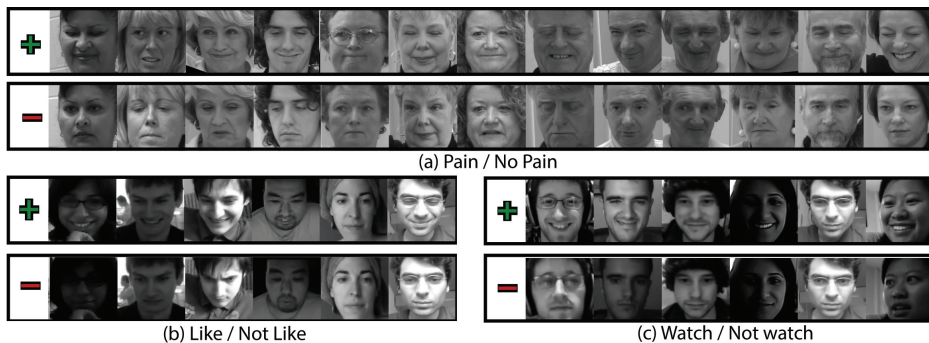 (a) Pain / No Pain
(b) Like / Not Like
(c) Watch / Not watch